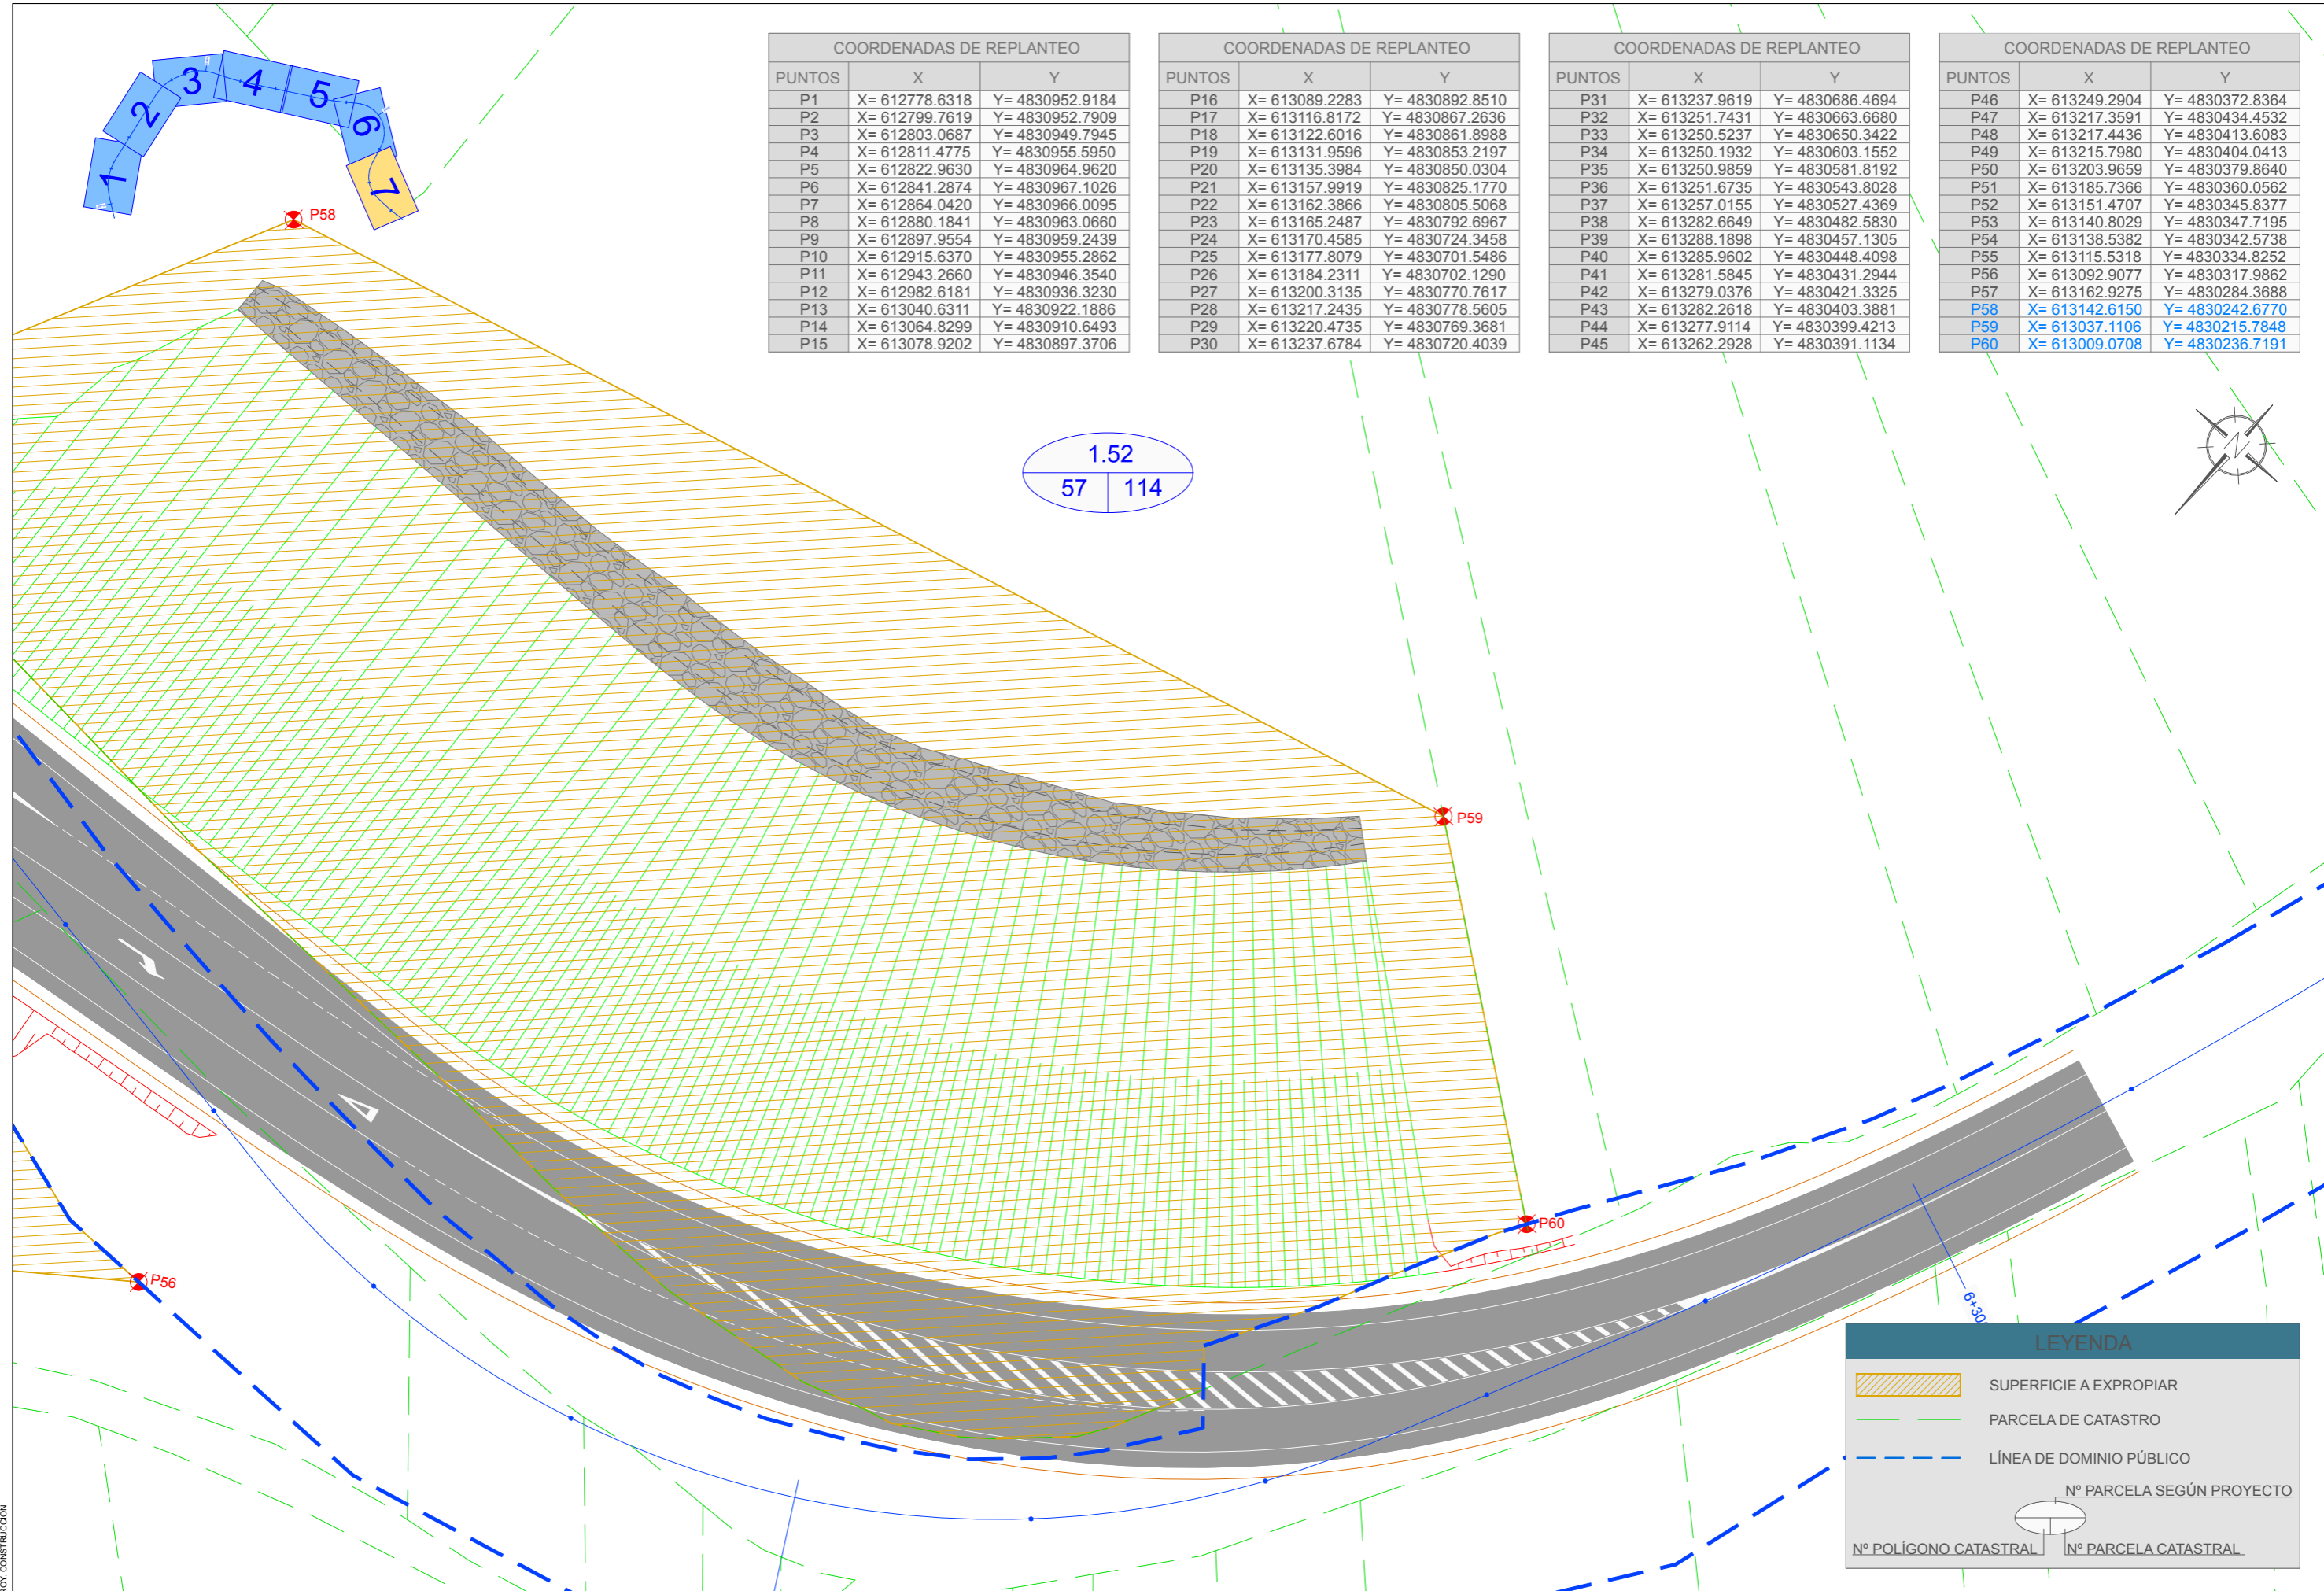 1
2
3
4
5
6
7
COORDENADAS DE REPLANTEO
PUNTOS X Y
P1 X= 612778.6318 Y= 4830952.9184
P2 X= 612799.7619 Y= 4830952.7909
P3 X= 612803.0687 Y= 4830949.7945
P4 X= 612811.4775 Y= 4830955.5950
P5 X= 612822.9630 Y= 4830964.9620
P6 X= 612841.2874 Y= 4830967.1026
P7 X= 612864.0420 Y= 4830966.0095
P8 X= 612880.1841 Y= 4830963.0660
P9 X= 612897.9554 Y= 4830959.2439
P10 X= 612915.6370 Y= 4830955.2862
P11 X= 612943.2660 Y= 4830946.3540
P12 X= 612982.6181 Y= 4830936.3230
P13 X= 613040.6311 Y= 4830922.1886
P14 X= 613064.8299 Y= 4830910.6493
P15 X= 613078.9202 Y= 4830897.3706
COORDENADAS DE REPLANTEO
PUNTOS X Y
P16 X= 613089.2283 Y= 4830892.8510
P17 X= 613116.8172 Y= 4830867.2636
P18 X= 613122.6016 Y= 4830861.8988
P19 X= 613131.9596 Y= 4830853.2197
P20 X= 613135.3984 Y= 4830850.0304
P21 X= 613157.9919 Y= 4830825.1770
P22 X= 613162.3866 Y= 4830805.5068
P23 X= 613165.2487 Y= 4830792.6967
P24 X= 613170.4585 Y= 4830724.3458
P25 X= 613177.8079 Y= 4830701.5486
P26 X= 613184.2311 Y= 4830702.1290
P27 X= 613200.3135 Y= 4830770.7617
P28 X= 613217.2435 Y= 4830778.5605
P29 X= 613220.4735 Y= 4830769.3681
P30 X= 613237.6784 Y= 4830720.4039
COORDENADAS DE REPLANTEO
PUNTOS X Y
P31 X= 613237.9619 Y= 4830686.4694
P32 X= 613251.7431 Y= 4830663.6680
P33 X= 613250.5237 Y= 4830650.3422
P34 X= 613250.1932 Y= 4830603.1552
P35 X= 613250.9859 Y= 4830581.8192
P36 X= 613251.6735 Y= 4830543.8028
P37 X= 613257.0155 Y= 4830527.4369
P38 X= 613282.6649 Y= 4830482.5830
P39 X= 613288.1898 Y= 4830457.1305
P40 X= 613285.9602 Y= 4830448.4098
P41 X= 613281.5845 Y= 4830431.2944
P42 X= 613279.0376 Y= 4830421.3325
P43 X= 613282.2618 Y= 4830403.3881
P44 X= 613277.9114 Y= 4830399.4213
P45 X= 613262.2928 Y= 4830391.1134
COORDENADAS DE REPLANTEO
PUNTOS X Y
P46 X= 613249.2904 Y= 4830372.8364
P47 X= 613217.3591 Y= 4830434.4532
P48 X= 613217.4436 Y= 4830413.6083
P49 X= 613215.7980 Y= 4830404.0413
P50 X= 613203.9659 Y= 4830379.8640
P51 X= 613185.7366 Y= 4830360.0562
P52 X= 613151.4707 Y= 4830345.8377
P53 X= 613140.8029 Y= 4830347.7195
P54 X= 613138.5382 Y= 4830342.5738
P55 X= 613115.5318 Y= 4830334.8252
P56 X= 613092.9077 Y= 4830317.9862
P57 X= 613162.9275 Y= 4830284.3688
P58 X= 613142.6150 Y= 4830242.6770
P59 X= 613037.1106 Y= 4830215.7848
P60 X= 613009.0708 Y= 4830236.7191
P58
1.52
57 114
N
P59
P60
P56
6+30
LEYENDA
SUPERFICIE A EXPROPIAR
PARCELA DE CATASTRO
LÍNEA DE DOMINIO PÚBLICO
Nº PARCELA SEGÚN PROYECTO
Nº POLÍGONO CATASTRAL
Nº PARCELA CATASTRAL
ROY. CONSTRUCCION